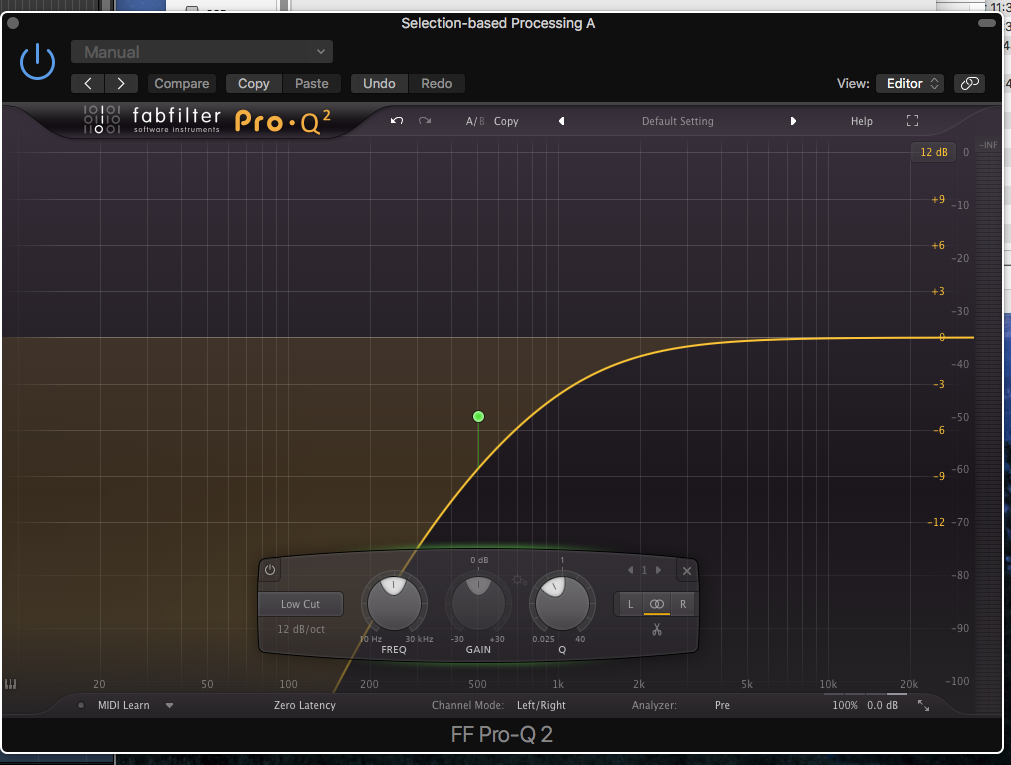 11:3
Selection-based Processing A
Manual
Compare Copy Paste Undo Redo View: Editor
fabfilter Pro·Q 2
software instruments
A/B Copy Default Setting Help
-INF
12 dB 0
+9 -10
+6 -20
+3 -30
0 -40
-3 -50
-6 -60
-9 -70
-12 -80
-90
-100
0 dB 1
1
Low Cut L R
12 dB/oct
10 Hz 30 kHz -30 +30 0.025 40
FREQ GAIN Q
20 50 100 200 500 1k 2k 5k 10k 20k
MIDI Learn Zero Latency Channel Mode: Left/Right Analyzer: Pre 100% 0.0 dB
FF Pro-Q 2